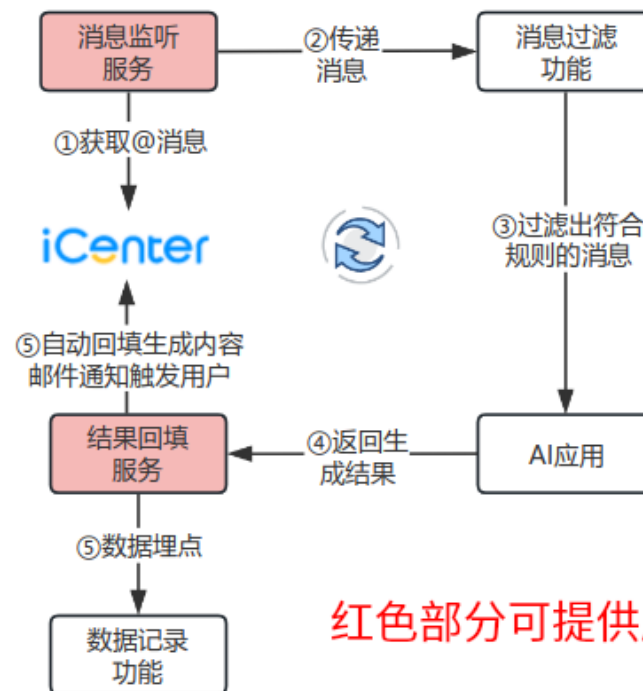 消息监听
服务
②传递
消息
消息过滤
功能
①获取@消息
iCenter
③过滤出符合
规则的消息
⑤自动回填生成内容
邮件通知触发用户
结果回填
服务
④返回生
成结果
AI应用
⑤数据埋点
数据记录
功能
红色部分可提供